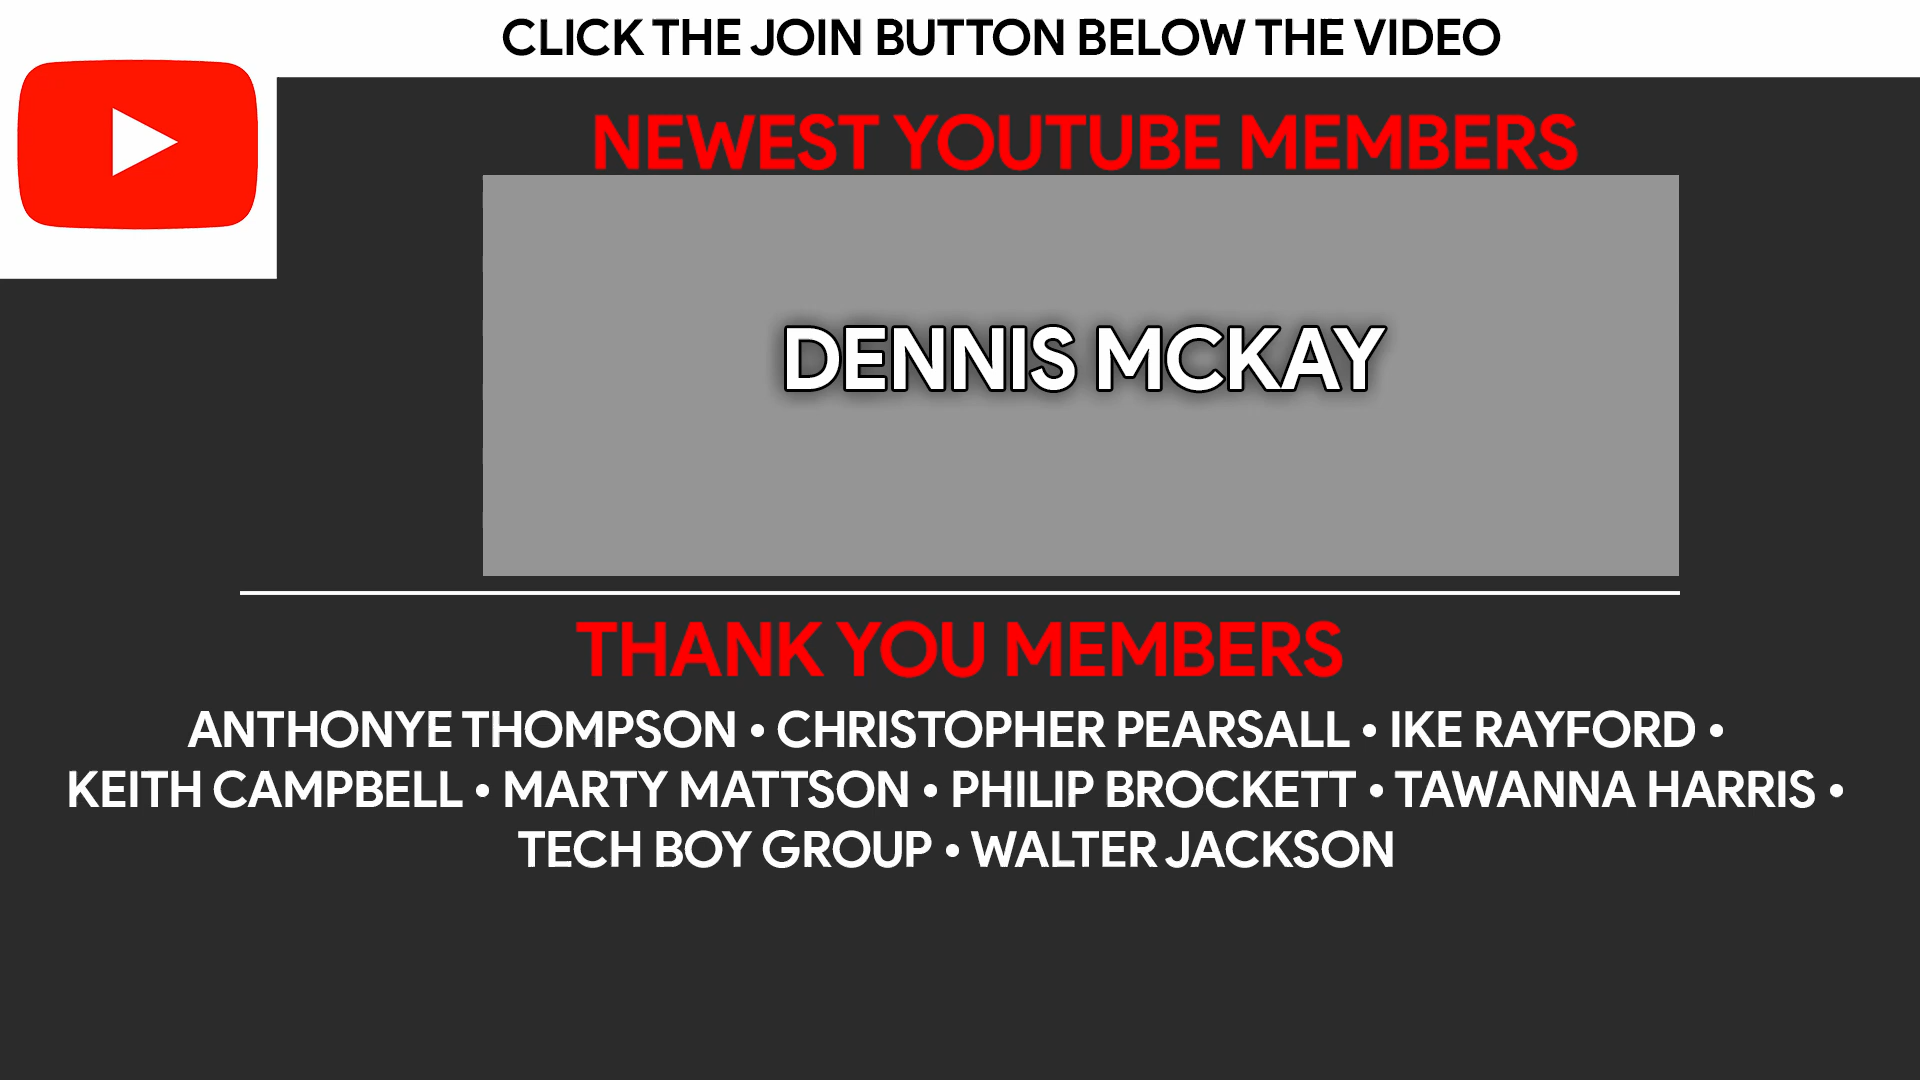 CLICK THE JOIN BUTTON BELOW THE VIDEO
NEWEST YOUTUBE MEMBERS
DENNIS MCKAY
THANK YOU MEMBERS
ANTHONYE THOMPSON • CHRISTOPHER PEARSALL • IKE RAYFORD •
KEITH CAMPBELL • MARTY MATTSON • PHILIP BROCKETT • TAWANNA HARRIS •
TECH BOY GROUP • WALTER JACKSON